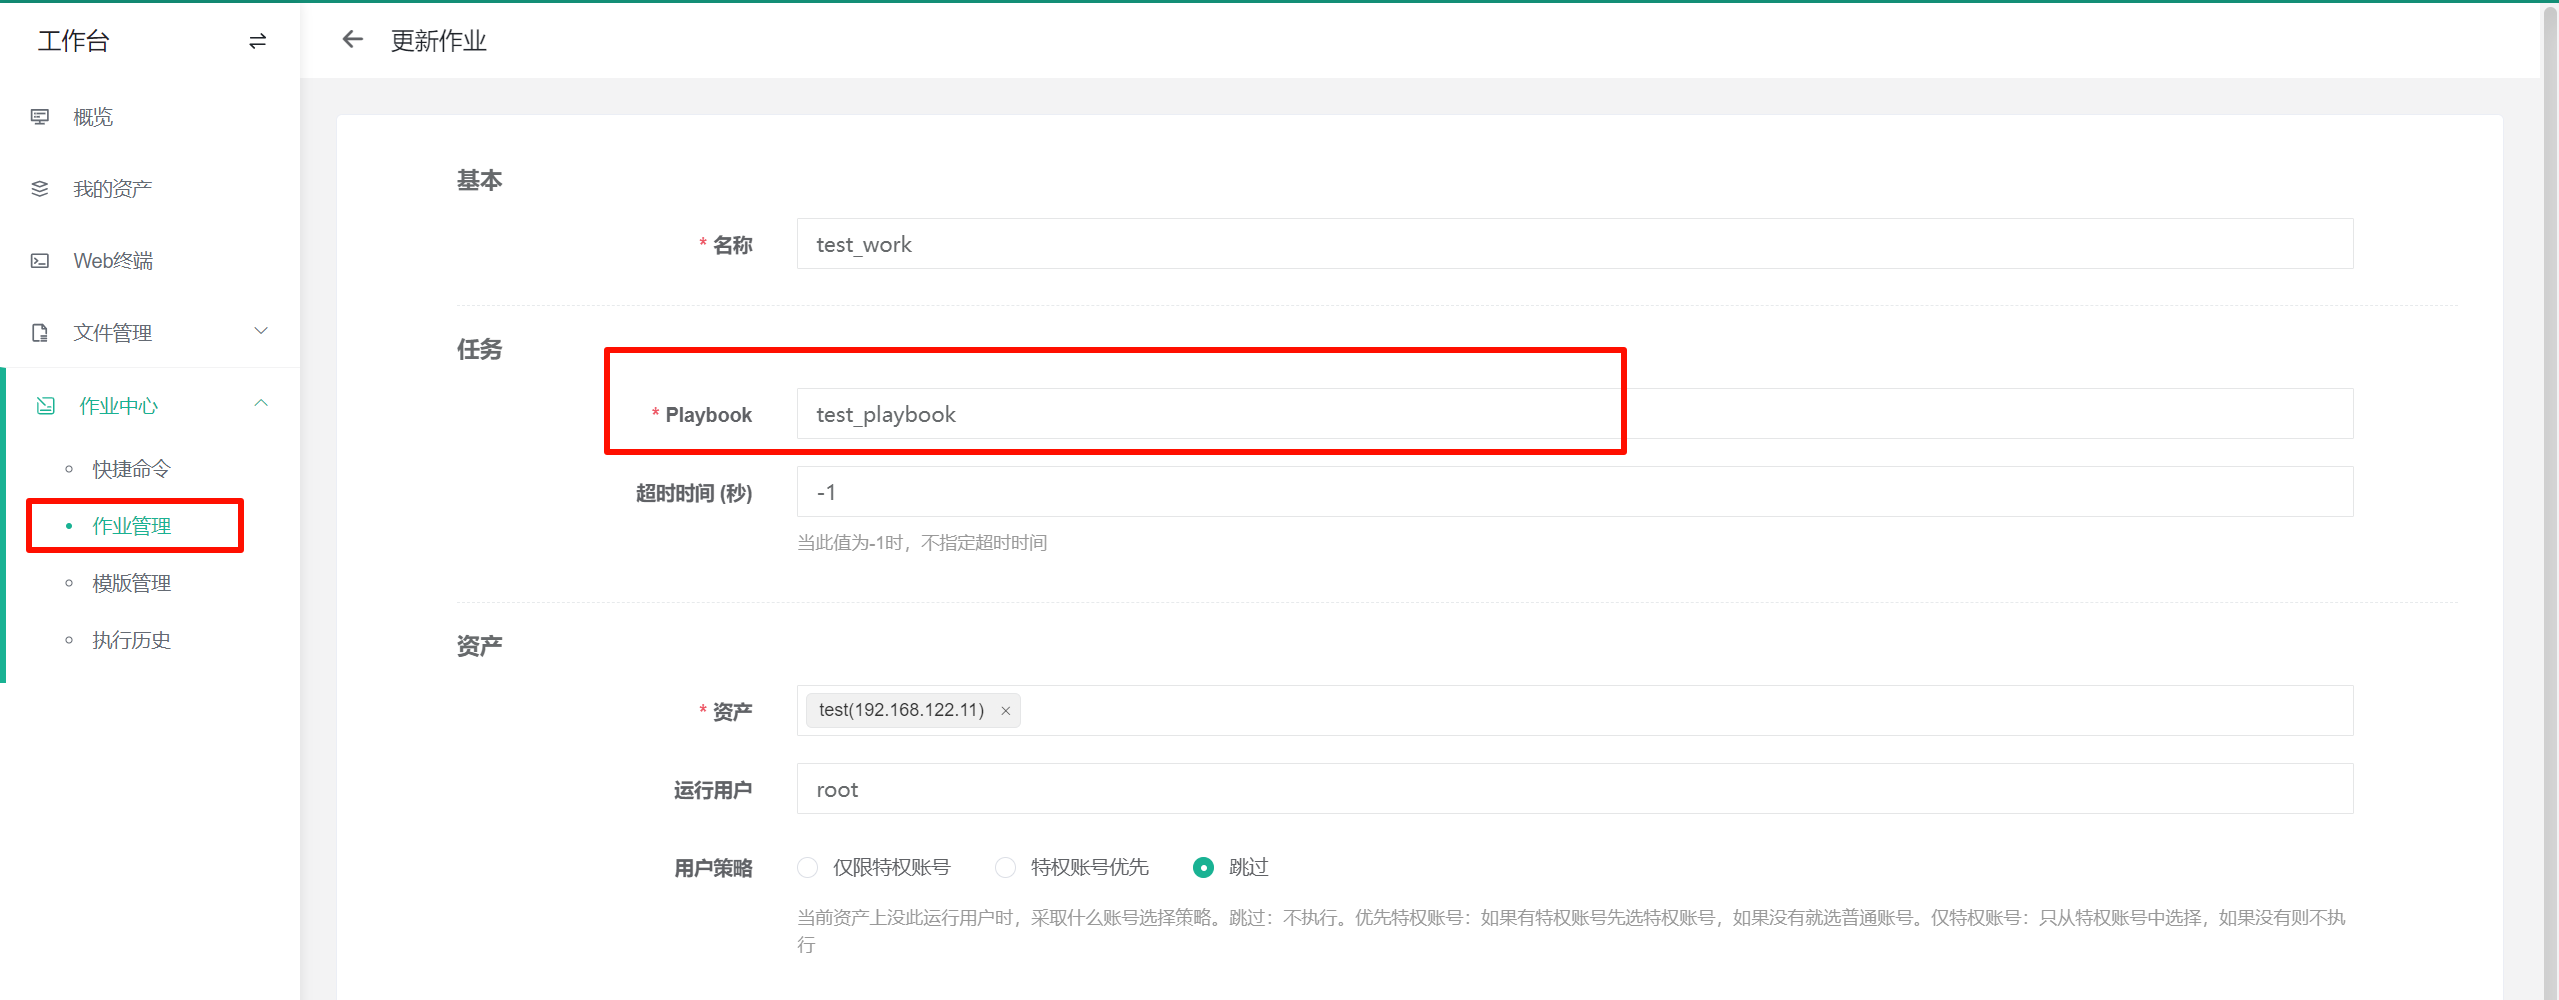 工作台
更新作业
概览
我的资产
Web终端
文件管理
作业中心
快捷命令
作业管理
模版管理
执行历史
基本
* 名称
test_work
任务
* Playbook
test_playbook
超时时间 (秒)
-1
当此值为-1时，不指定超时时间
资产
* 资产
test(192.168.122.11) ×
运行用户
root
用户策略
仅限特权账号 特权账号优先 跳过
当前资产上没此运行用户时，采取什么账号选择策略。跳过：不执行。优先特权账号：如果有特权账号先选特权账号，如果没有就选普通账号。仅特权账号：只从特权账号中选择，如果没有则不执
行